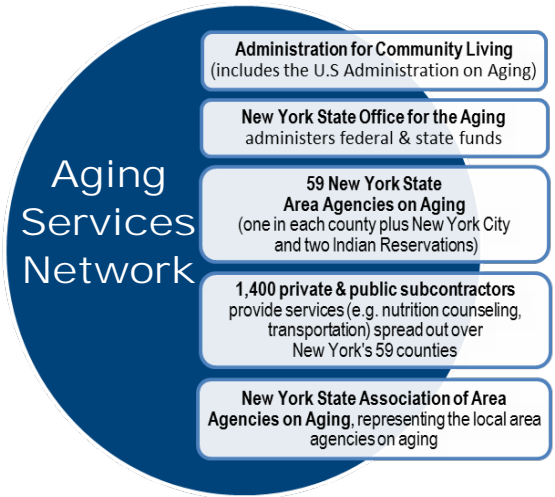 Aging
Services
Network
Administration for Community Living
(includes the U.S Administration on Aging)
New York State Office for the Aging
administers federal & state funds
59 New York State
Area Agencies on Aging
(one in each county plus New York City
and two Indian Reservations)
1,400 private & public subcontractors
provide services (e.g. nutrition counseling,
transportation) spread out over
New York's 59 counties
New York State Association of Area
Agencies on Aging, representing the local area
agencies on aging